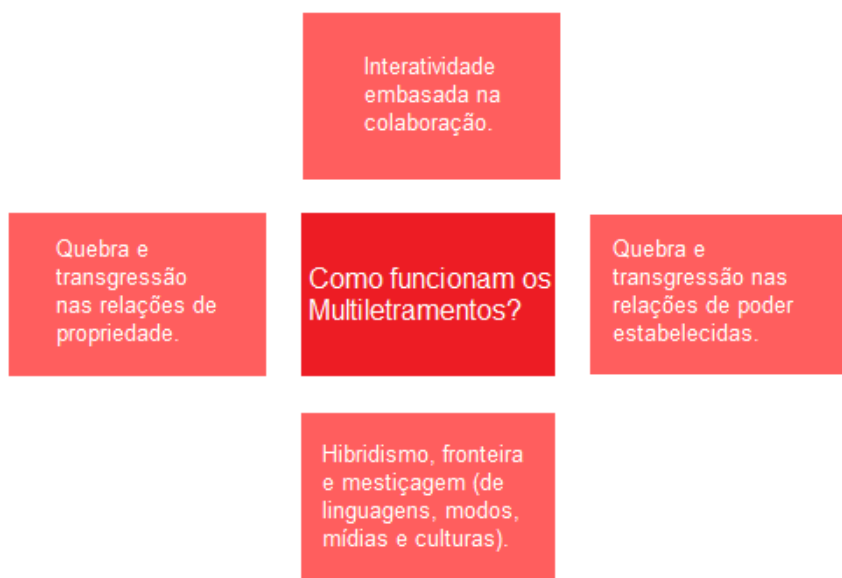 Interatividade
embasada na
colaboração.
Quebra e
transgressão
nas relações de
propriedade.
Como funcionam os
Multiletramentos?
Quebra e
transgressão nas
relações de poder
estabelecidas.
Hibridismo, fronteira
e mestiçagem (de
linguagens, modos,
mídias e culturas).